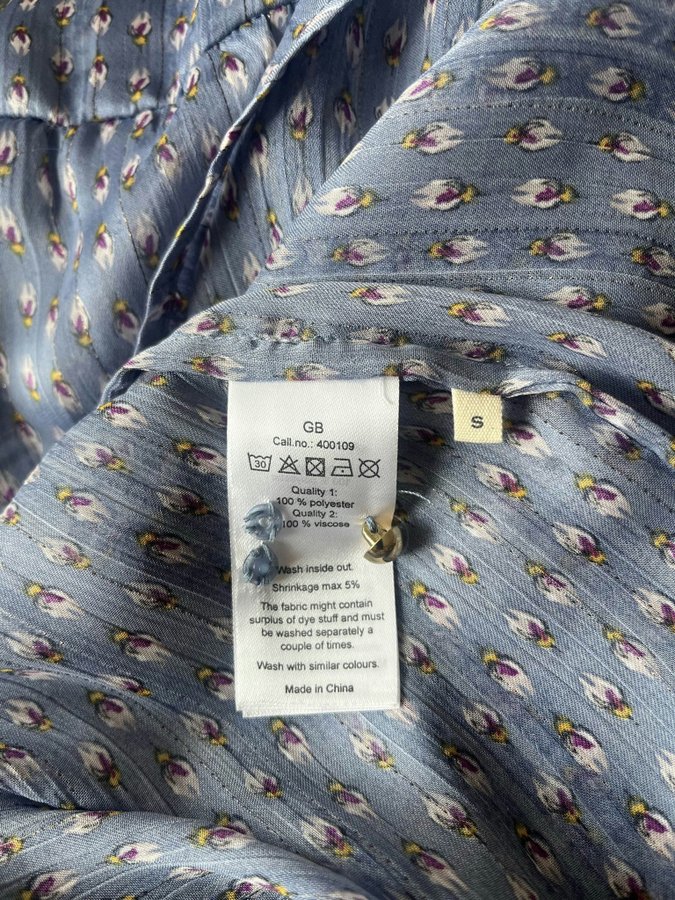 GB
Call.no.: 400109
30
Quality 1:
100 % polyester
Quality 2:
100 % viscose
Wash inside out.
Shrinkage max 5%
The fabric might contain
surplus of dye stuff and must
be washed separately a
couple of times.
Wash with similar colours.
Made in China
S